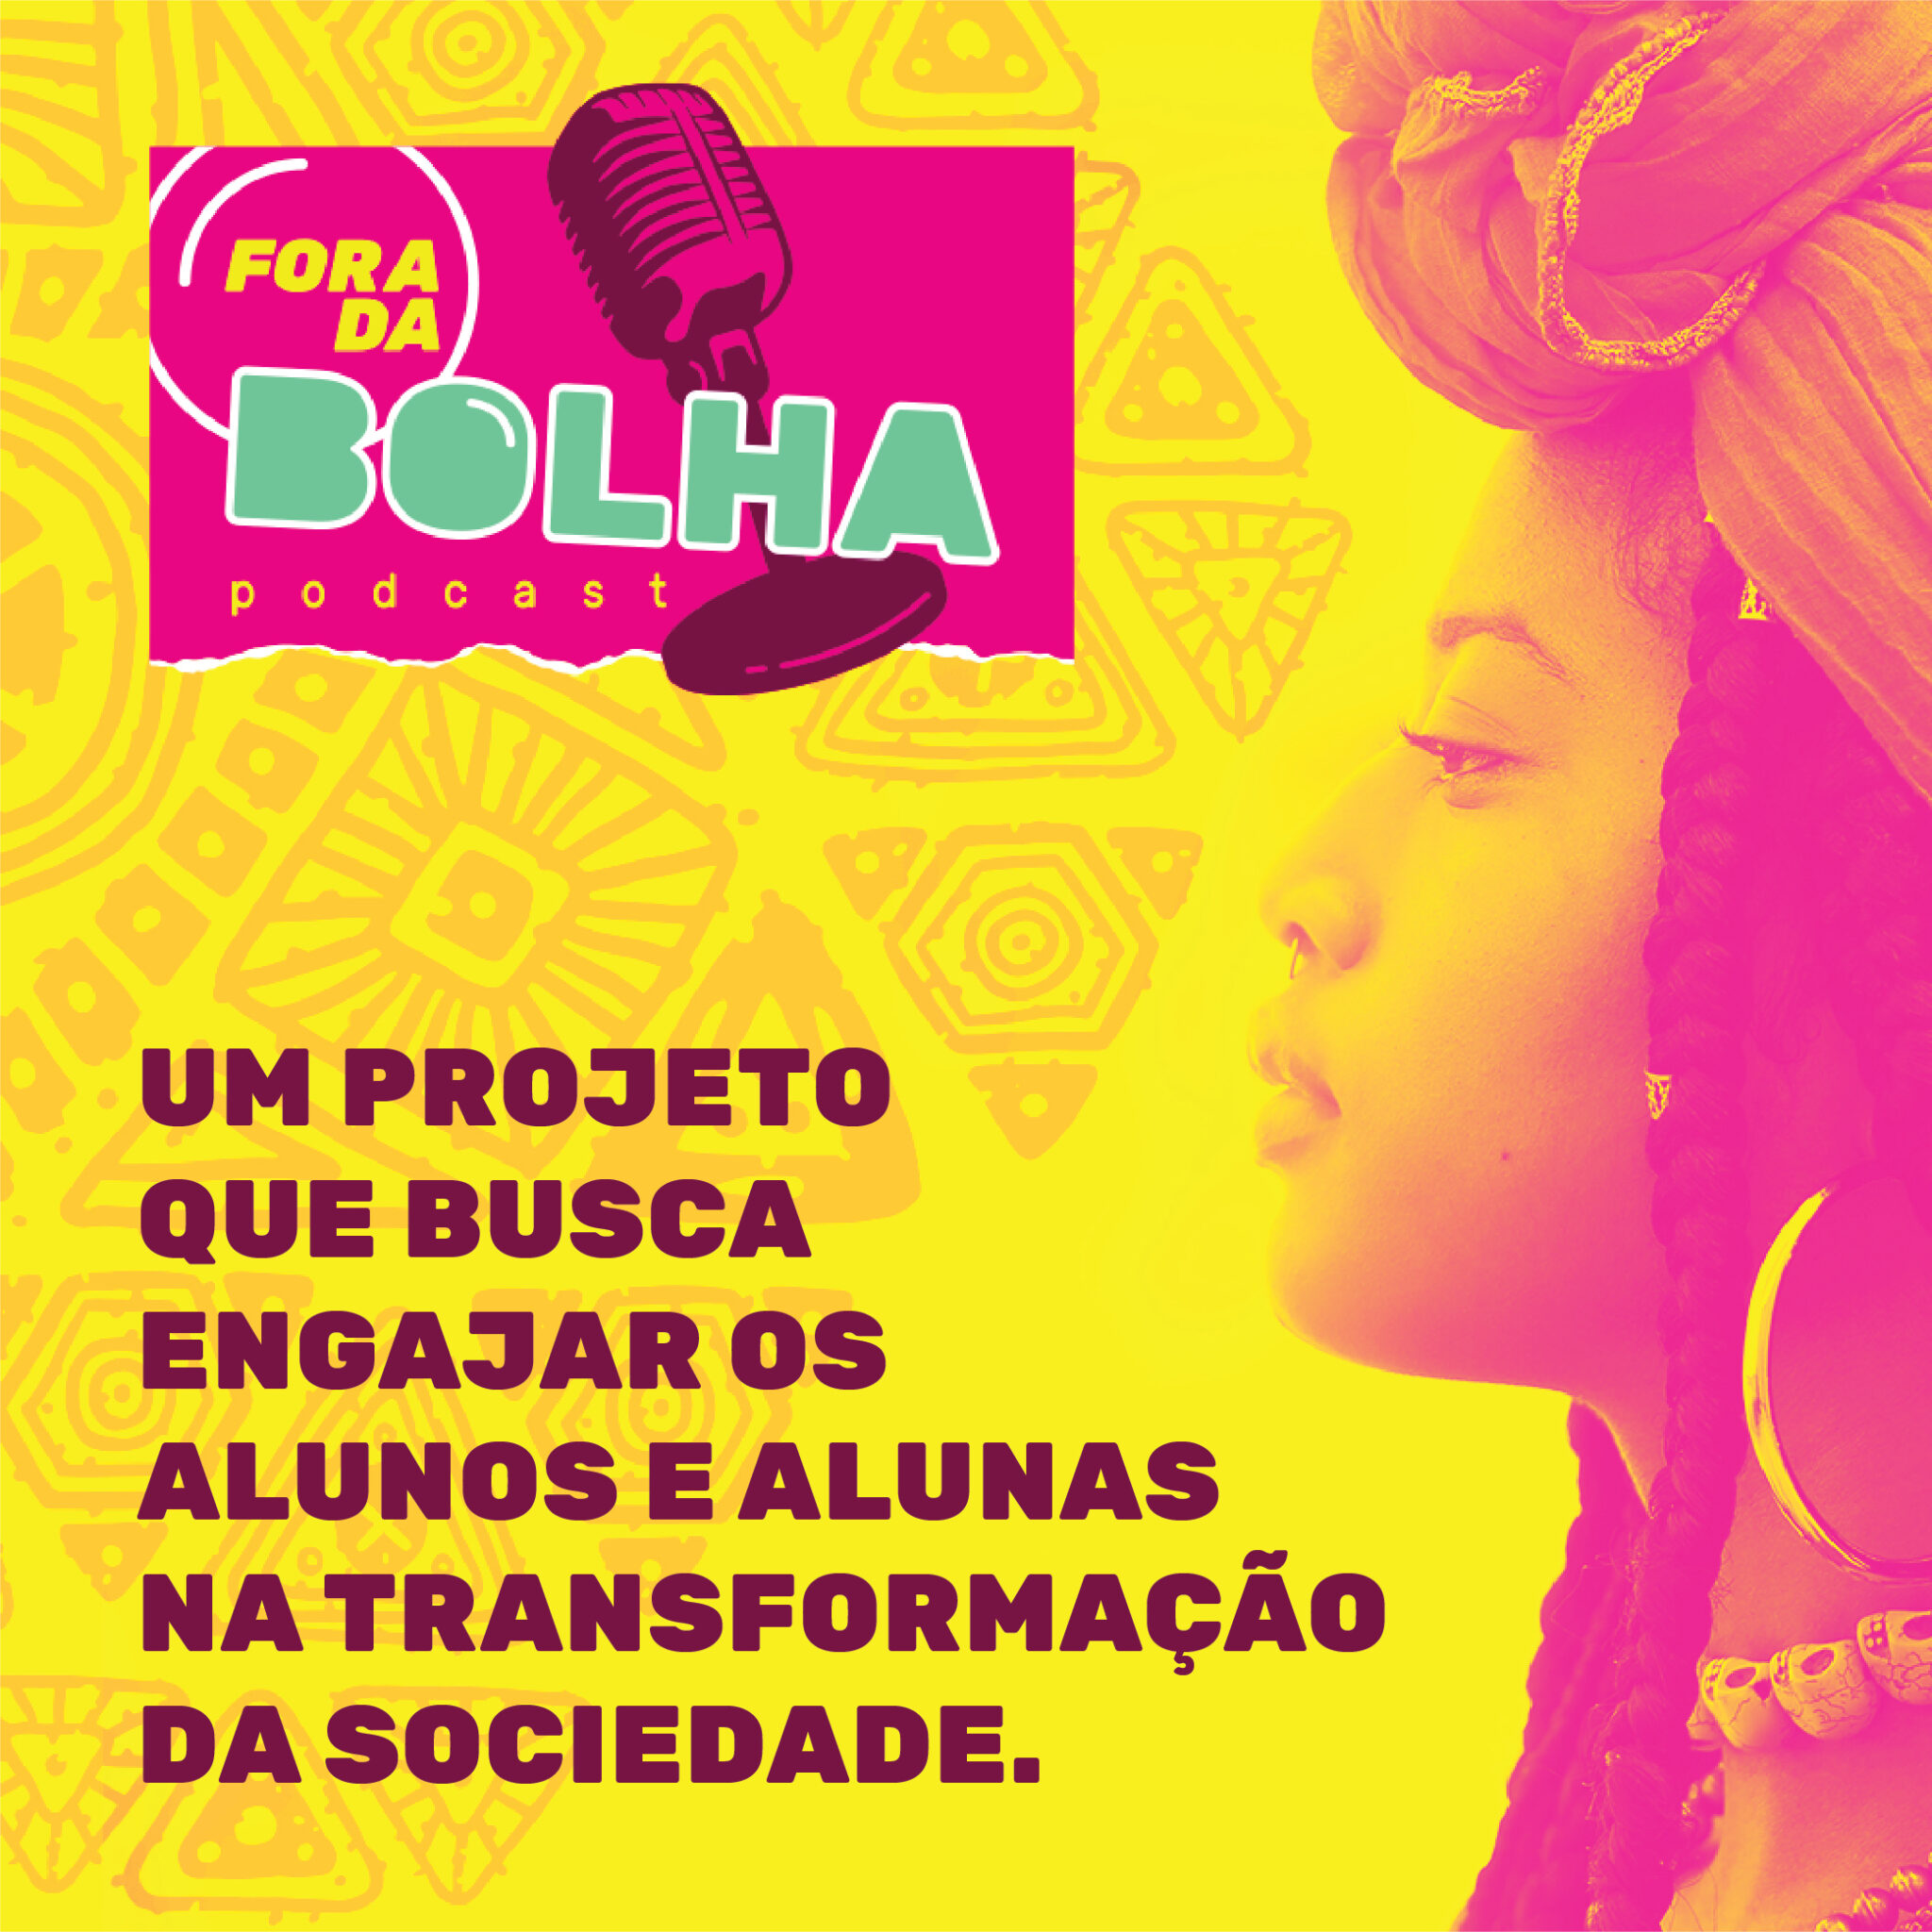 FORA
DA
BOLHA
podcast
UM PROJETO
QUE BUSCA
ENGAJAR OS
ALUNOS E ALUNAS
NA TRANSFORMAÇÃO
DA SOCIEDADE.